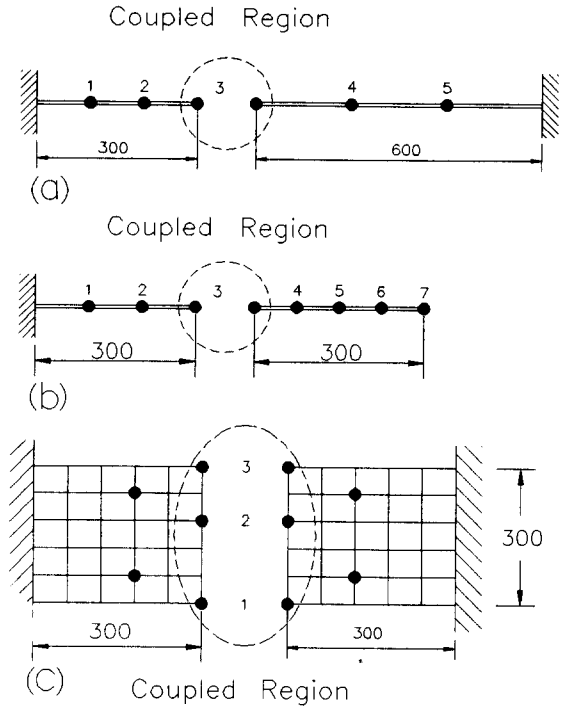 Coupled Region
1 2 3 4 5
300 600
(a)
Coupled Region
1 2 3 4 5 6 7
300 300
(b)
3
2
300
1
300 300
(C)
Coupled Region